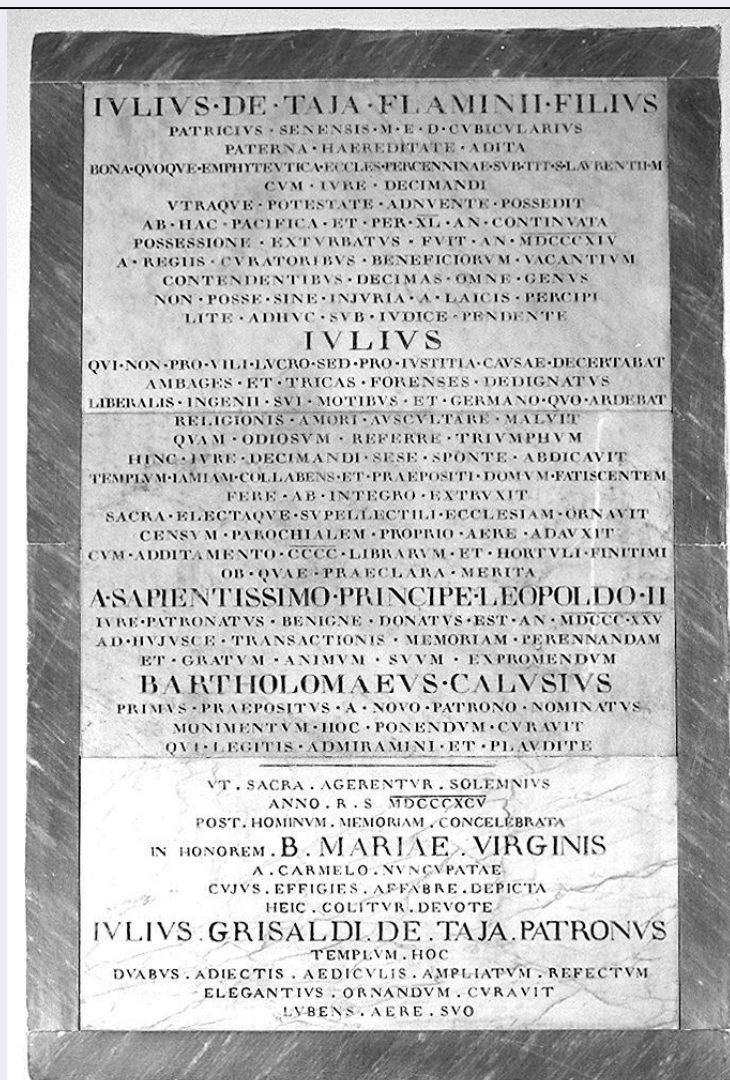 IVLIVS·DE·TAJA·FLAMINII·FILIVS
PATRICIVS·SENENSIS·M·E·D·CVBICVLARIVS
PATERNA·HAEREDITATE·ADITA
BONA·QVOQVE·EMPHYTEVTICA·ECCLES·PERCENNINAE·SVB·TIT·S·LAVRENTII·M·
CVM·IVRE·DECIMANDI
VTRAQVE·POTESTATE·ADNVENTE·POSSEDIT
AB·HAC·PACIFICA·ET·PER·XL·AN·CONTINVATA
POSSESSIONE·EXTVRBATVS·FVIT·AN·MDCCCXIV
A·REGIIS·CVRATORIBVS·BENEFICIORVM·VACANTIVM
CONTENDENTIBVS·DECIMAS·OMNE·GENVS
NON·POSSE·SINE·INJVRIA·A·LAICIS·PERCIPI
LITE·ADHVC·SVB·IVDICE·PENDENTE
IVLIVS
QVI·NON·PRO·VILI·LVCRO·SED·PRO·IVSTITIA·CAVSAE·DECERTABAT
AMBAGES·ET·TRICAS·FORENSES·DEDIGNATVS
LIBERALIS·INGENII·SVI·MOTIBVS·ET·GERMANO·QVO·ARDEBAT
RELIGIONIS·AMORI·AVSCVLTARE·MALVIT
QVAM·ODIOSVM·REFERRE·TRIVMPHVM
HINC·IVRE·DECIMANDI·SESE·SPONTE·ABDICAVIT
TEMPLVM·IAMIAM·COLLABENS·ET·PRAEPOSITI·DOMVM·FATISCENTEM
FERE·AB·INTEGRO·EXTRVXIT
SACRA·ELECTAQVE·SVPELLECTILI·ECCLESIAM·ORNAVIT
CENSVM·PAROCHIALEM·PROPRIO·AERE·ADAVXIT
CVM·ADDITAMENTO·CCCC·LIBRARVM·ET·HORTVLI·FINITIMI
OB·QVAE·PRAECLARA·MERITA
A·SAPIENTISSIMO·PRINCIPE·LEOPOLDO·II
IVRE·PATRONATVS·BENIGNE·DONATVS·EST·AN·MDCCC·XXV
AD·HVJVSCE·TRANSACTIONIS·MEMORIAM·PERENNANDAM
ET·GRATVM·ANIMVM·SVVM·EXPROMENDVM
BARTHOLOMAEVS·CALVSIVS
PRIMVS·PRAEPOSITVS·A·NOVO·PATRONO·NOMINATVS
MONIMENTVM·HOC·PONENDVM·CVRAVIT
QVI·LEGITIS·ADMIRAMINI·ET·PLAVDITE
VT.SACRA.AGERENTVR.SOLEMNIVS
ANNO.R.S MDCCCXCV
POST.HOMINVM.MEMORIAM.CONCELEBRATA
IN HONOREM.B.MARIAE.VIRGINIS
A.CARMELO.NVNCVPATAE
CVJVS.EFFIGIES.AFFABRE.DEPICTA
HEIC.COLITVR.DEVOTE
IVLIVS.GRISALDI.DE.TAJA.PATRONVS
TEMPLVM.HOC
DVABVS.ADIECTIS.AEDICVLIS.AMPLIATVM.REFECTVM
ELEGANTIVS.ORNANDVM.CVRAVIT
LVBENS.AERE.SVO